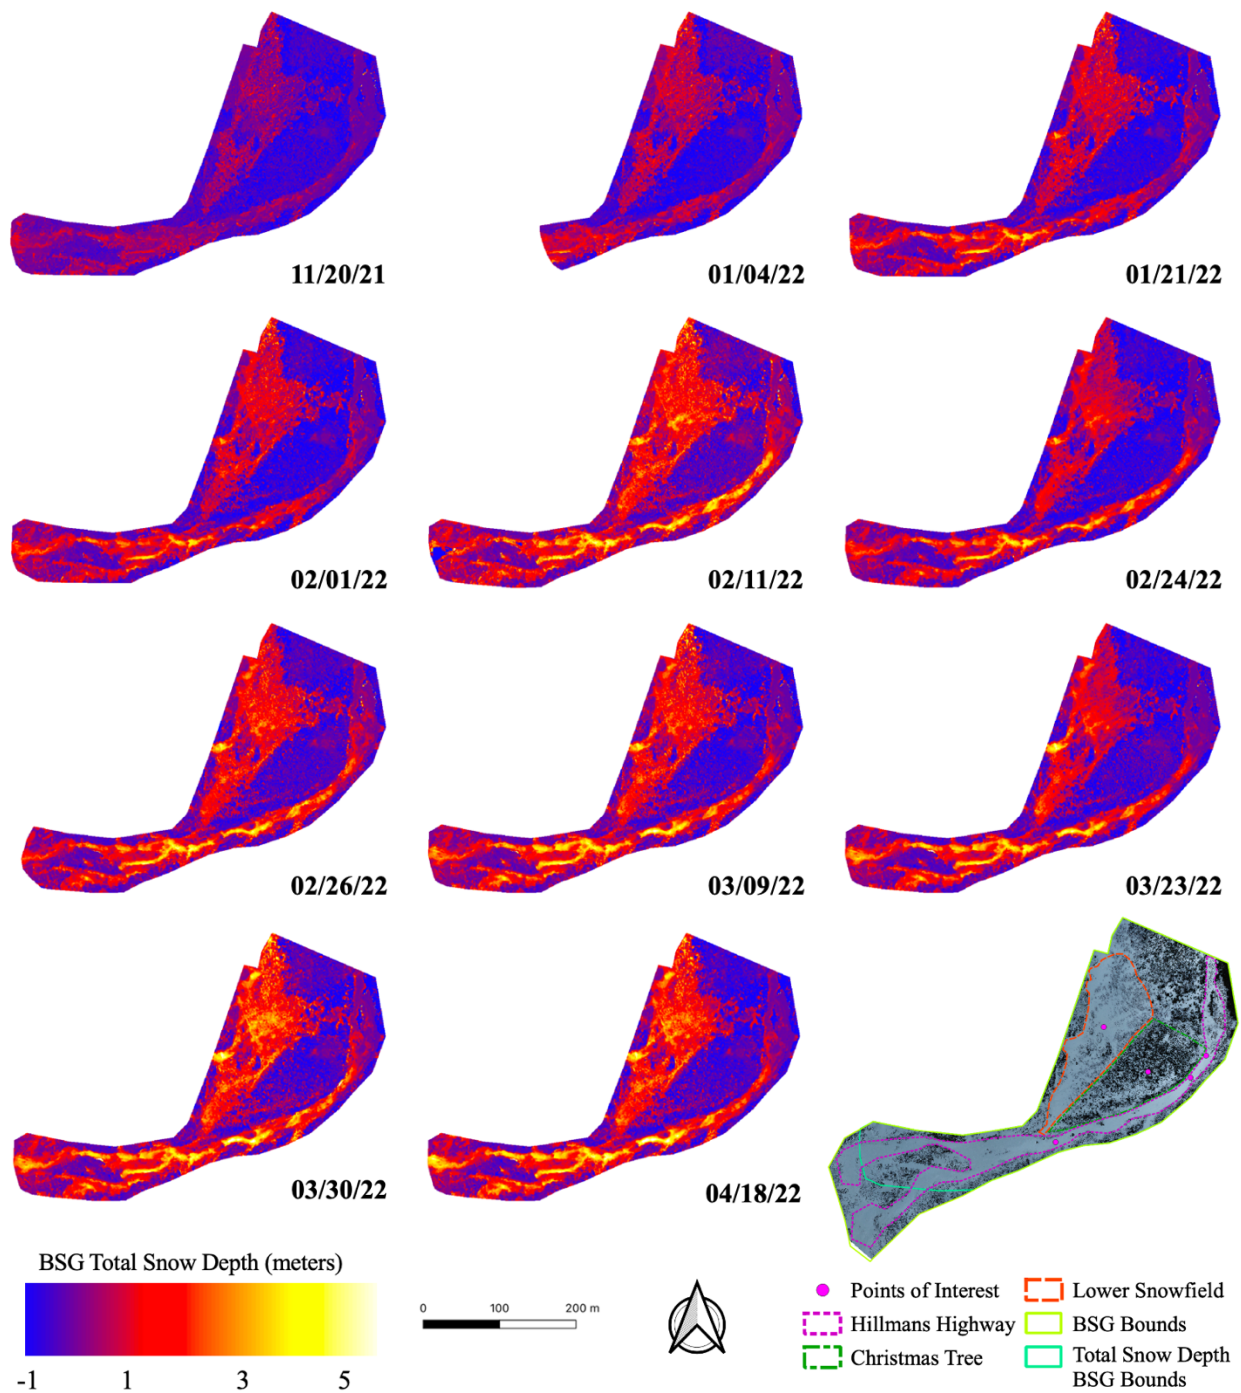 11/20/21
01/04/22
01/21/22
02/01/22
02/11/22
02/24/22
02/26/22
03/09/22
03/23/22
03/30/22
04/18/22
BSG Total Snow Depth (meters)
-1 1 3 5
0 100 200 m
Points of Interest
Hillmans Highway
Christmas Tree
Lower Snowfield
BSG Bounds
Total Snow Depth
BSG Bounds